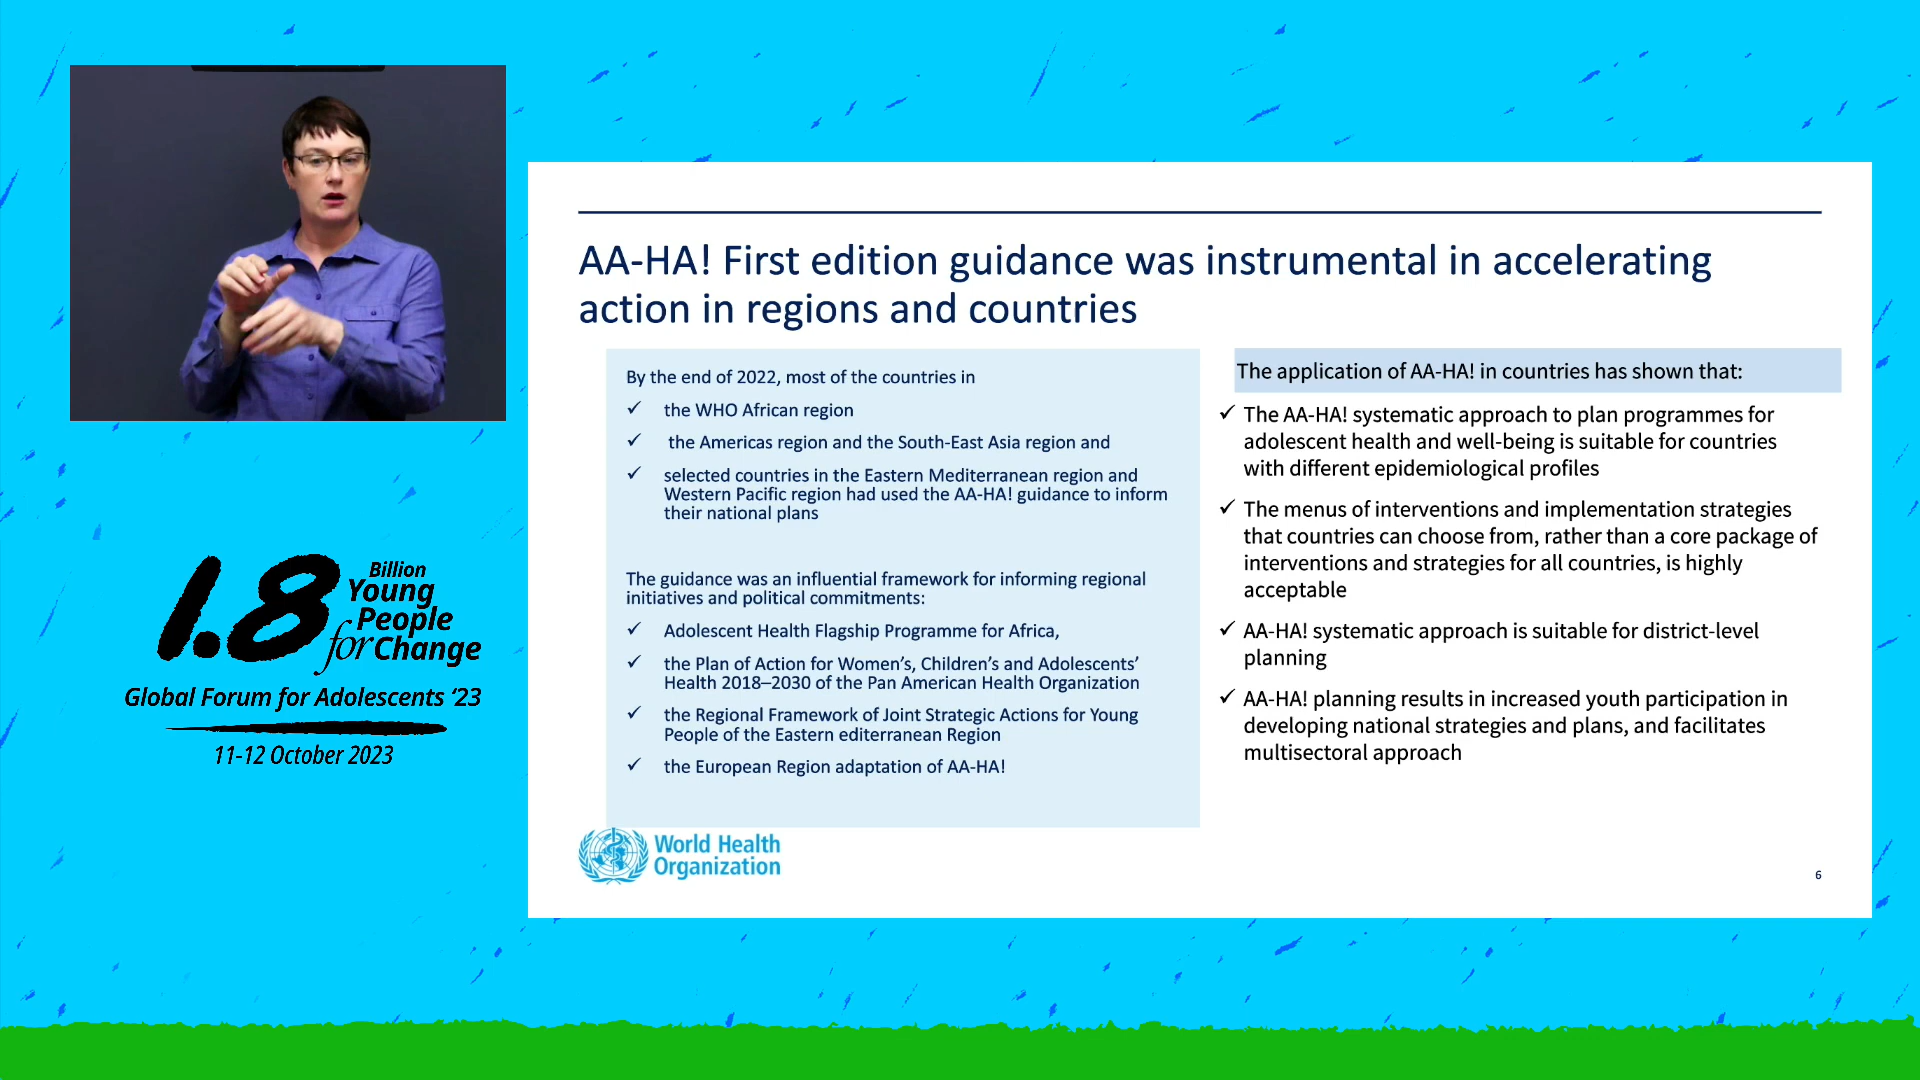 1.8 Billion
Young
People
for Change
Global Forum for Adolescents ‘23
11-12 October 2023
AA-HA! First edition guidance was instrumental in accelerating
action in regions and countries
By the end of 2022, most of the countries in
✓ the WHO African region
✓ the Americas region and the South-East Asia region and
✓ selected countries in the Eastern Mediterranean region and
Western Pacific region had used the AA-HA! guidance to inform
their national plans
The guidance was an influential framework for informing regional
initiatives and political commitments:
✓ Adolescent Health Flagship Programme for Africa,
✓ the Plan of Action for Women’s, Children’s and Adolescents’
Health 2018–2030 of the Pan American Health Organization
✓ the Regional Framework of Joint Strategic Actions for Young
People of the Eastern editerranean Region
✓ the European Region adaptation of AA-HA!
The application of AA-HA! in countries has shown that:
✓ The AA-HA! systematic approach to plan programmes for
adolescent health and well-being is suitable for countries
with different epidemiological profiles
✓ The menus of interventions and implementation strategies
that countries can choose from, rather than a core package of
interventions and strategies for all countries, is highly
acceptable
✓ AA-HA! systematic approach is suitable for district-level
planning
✓ AA-HA! planning results in increased youth participation in
developing national strategies and plans, and facilitates
multisectoral approach
World Health
Organization
6